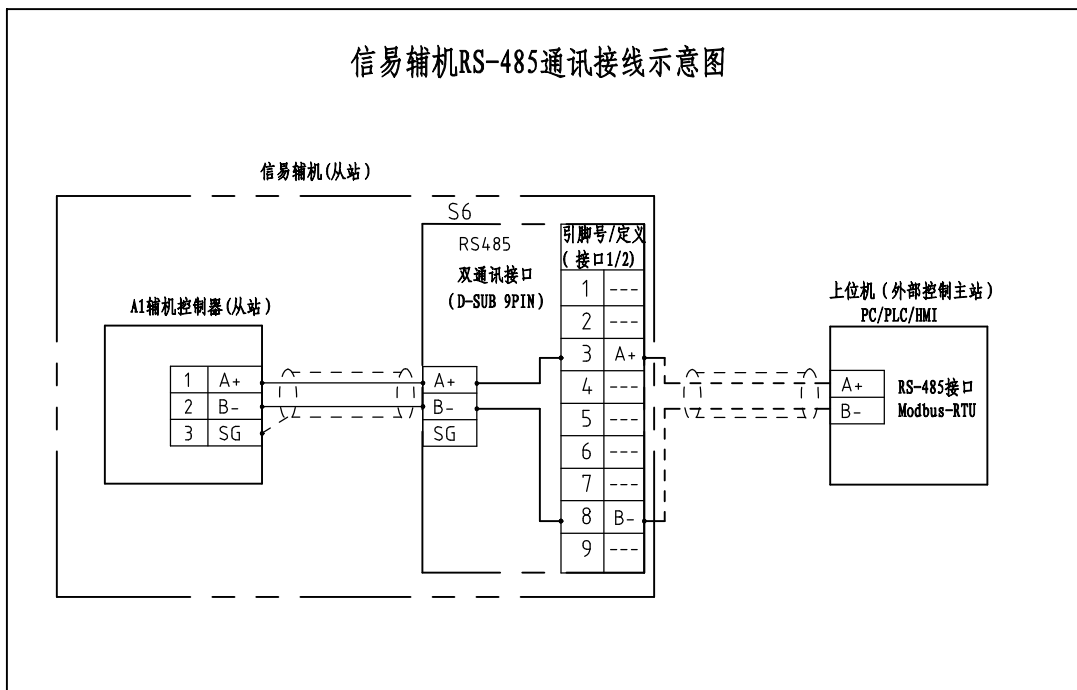 信易辅机RS-485通讯接线示意图
信易辅机(从站)
S6
RS485
双通讯接口
(D-SUB 9PIN)
引脚号/定义
( 接口1/2)
1 ---
2 ---
3 A+
4 ---
5 ---
6 ---
7 ---
8 B-
9 ---
A1辅机控制器(从站)
1 A+
2 B-
3 SG
A+
B-
SG
上位机 ( 外部控制主站)
PC/PLC/HMI
A+
B-
RS-485接口
Modbus-RTU